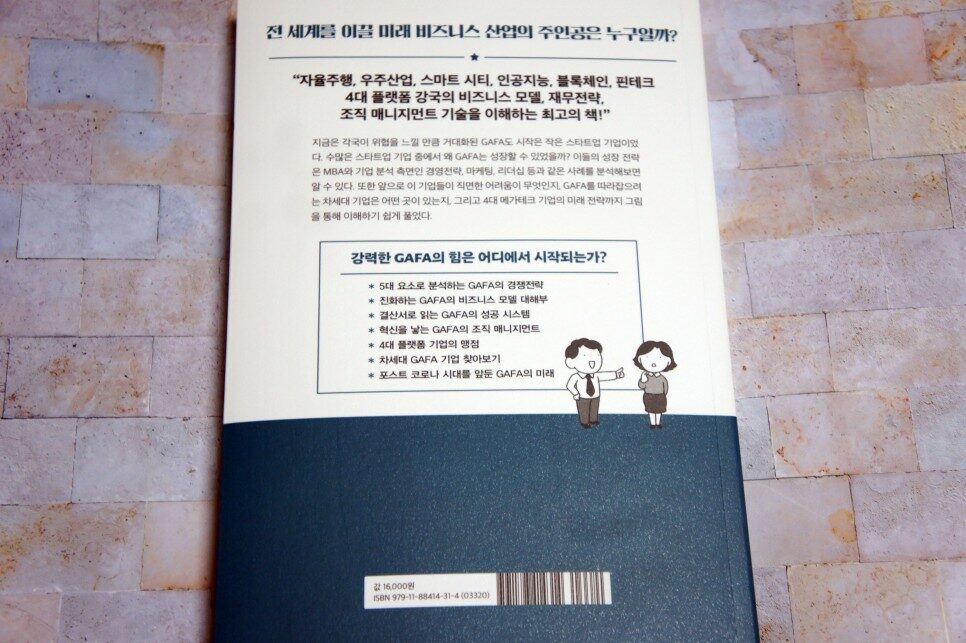 전 세계를 이끌 미래 비즈니스 산업의 주인공은 누구일까?
“자율주행, 우주산업, 스마트 시티, 인공지능, 블록체인, 핀테크
4대 플랫폼 강국의 비즈니스 모델, 재무전략,
조직 매니지먼트 기술을 이해하는 최고의 책!”
지금은 각국이 위협을 느낄 만큼 거대화된 GAFA도 시작은 작은 스타트업 기업이었
다. 수많은 스타트업 기업 중에서 왜 GAFA는 성장할 수 있었을까? 이들의 성장 전략
은 MBA와 기업 분석 측면인 경영전략, 마케팅, 리더십 등과 같은 사례를 분석해보면
알 수 있다. 또한 앞으로 이 기업들이 직면한 어려움이 무엇인지, GAFA를 따라잡으려
는 차세대 기업은 어떤 곳이 있는지, 그리고 4대 메가테크 기업의 미래 전략까지 그림
을 통해 이해하기 쉽게 풀었다.
강력한 GAFA의 힘은 어디에서 시작되는가?
* 5대 요소로 분석하는 GAFA의 경쟁전략
* 진화하는 GAFA의 비즈니스 모델 대해부
* 결산서로 읽는 GAFA의 성공 시스템
* 혁신을 낳는 GAFA의 조직 매니지먼트
* 4대 플랫폼 기업의 맹점
* 차세대 GAFA 기업 찾아보기
* 포스트 코로나 시대를 앞둔 GAFA의 미래
값 16,000원
ISBN 979-11-88414-31-4 (03320)